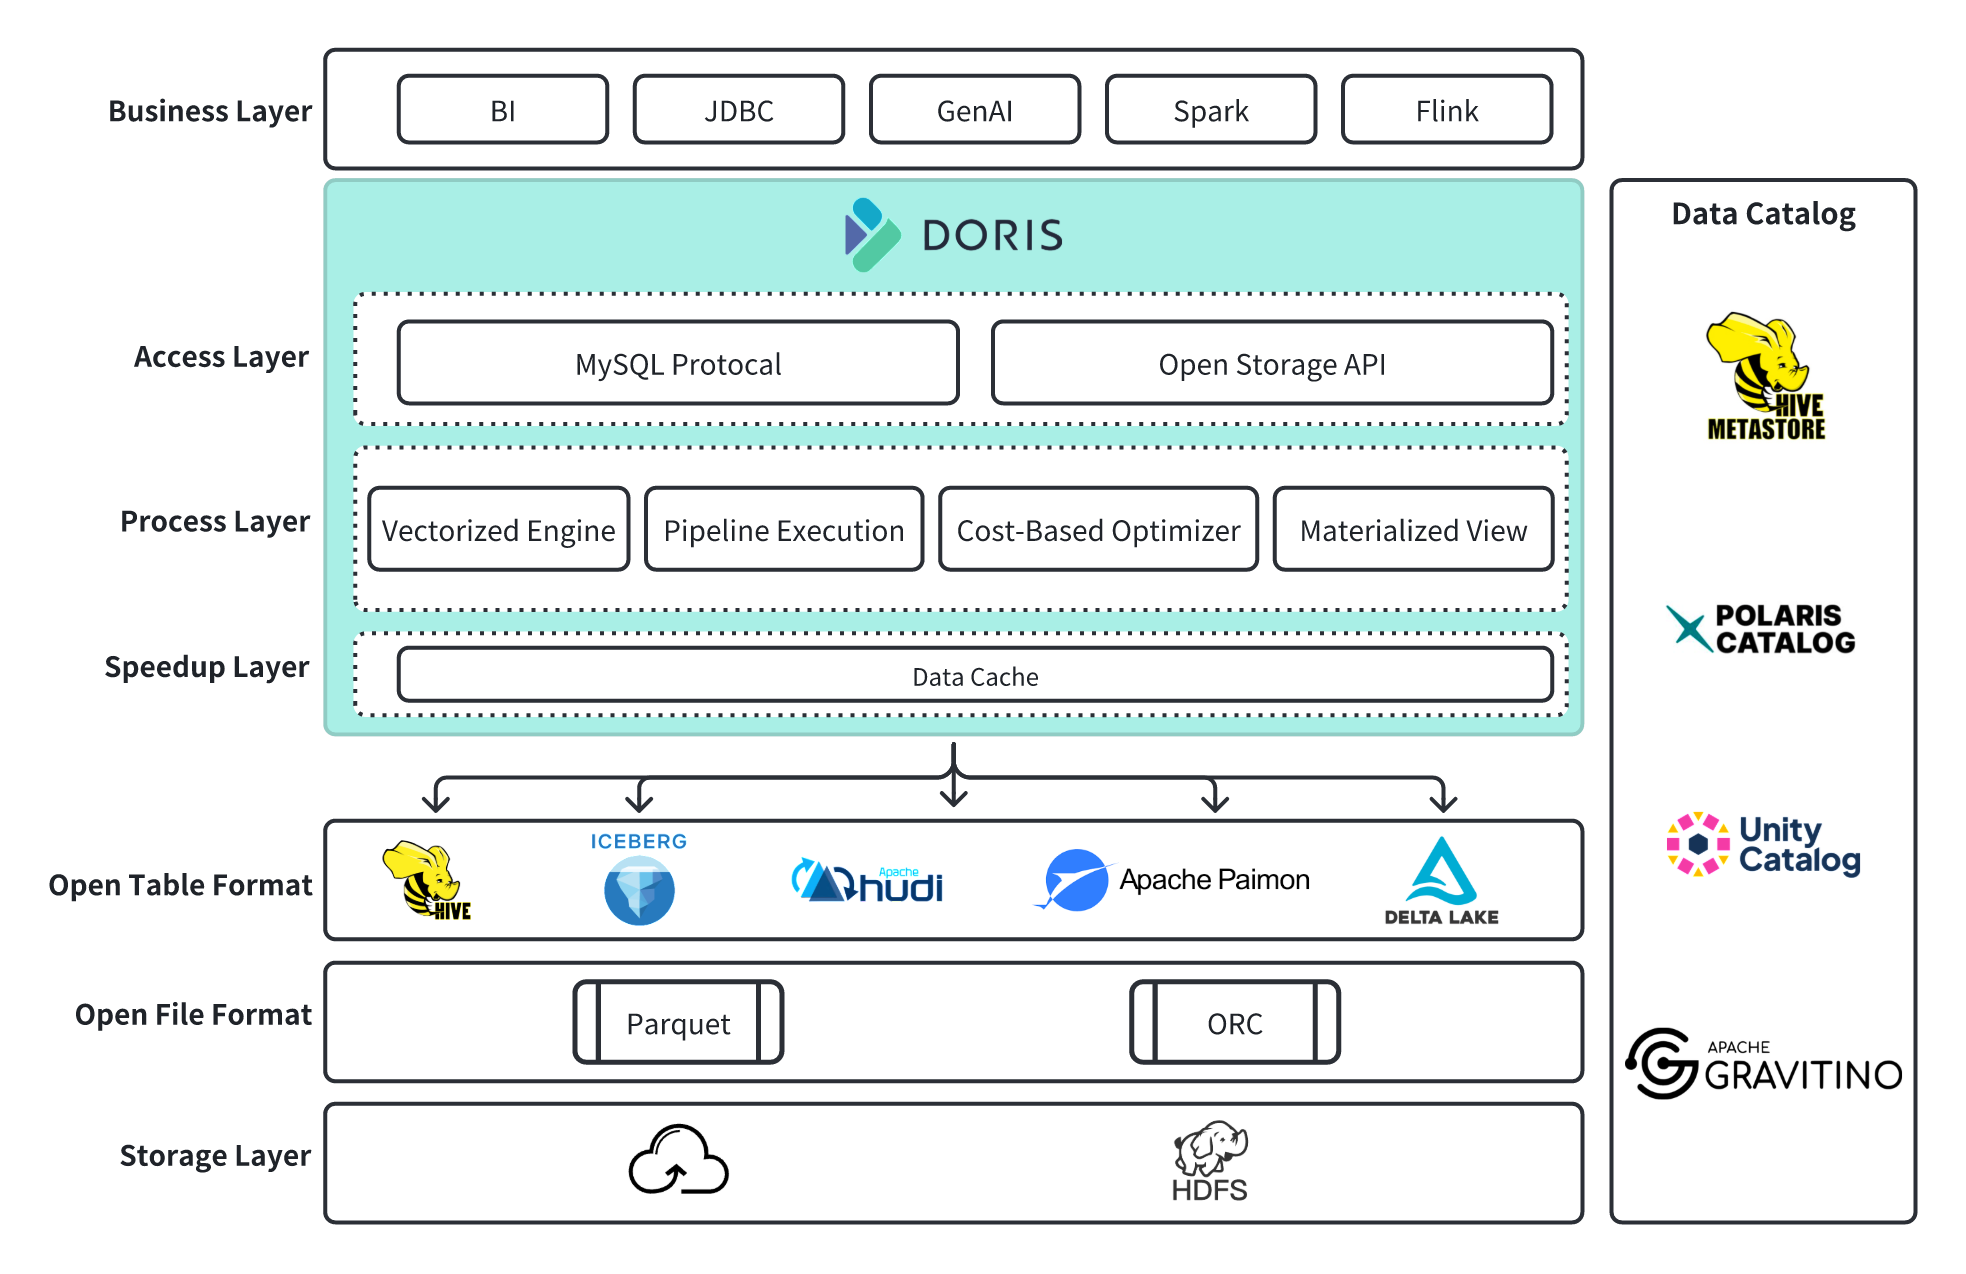 Business Layer
BI
JDBC
GenAI
Spark
Flink
DORIS
Data Catalog
Access Layer
MySQL Protocal
Open Storage API
HIVE
METASTORE
Process Layer
Vectorized Engine
Pipeline Execution
Cost-Based Optimizer
Materialized View
POLARIS
CATALOG
Speedup Layer
Data Cache
Unity
Catalog
Open Table Format
HIVE
ICEBERG
Apache
hudi
Apache Paimon
DELTA LAKE
Open File Format
Parquet
ORC
APACHE
GRAVITINO
Storage Layer
HDFS